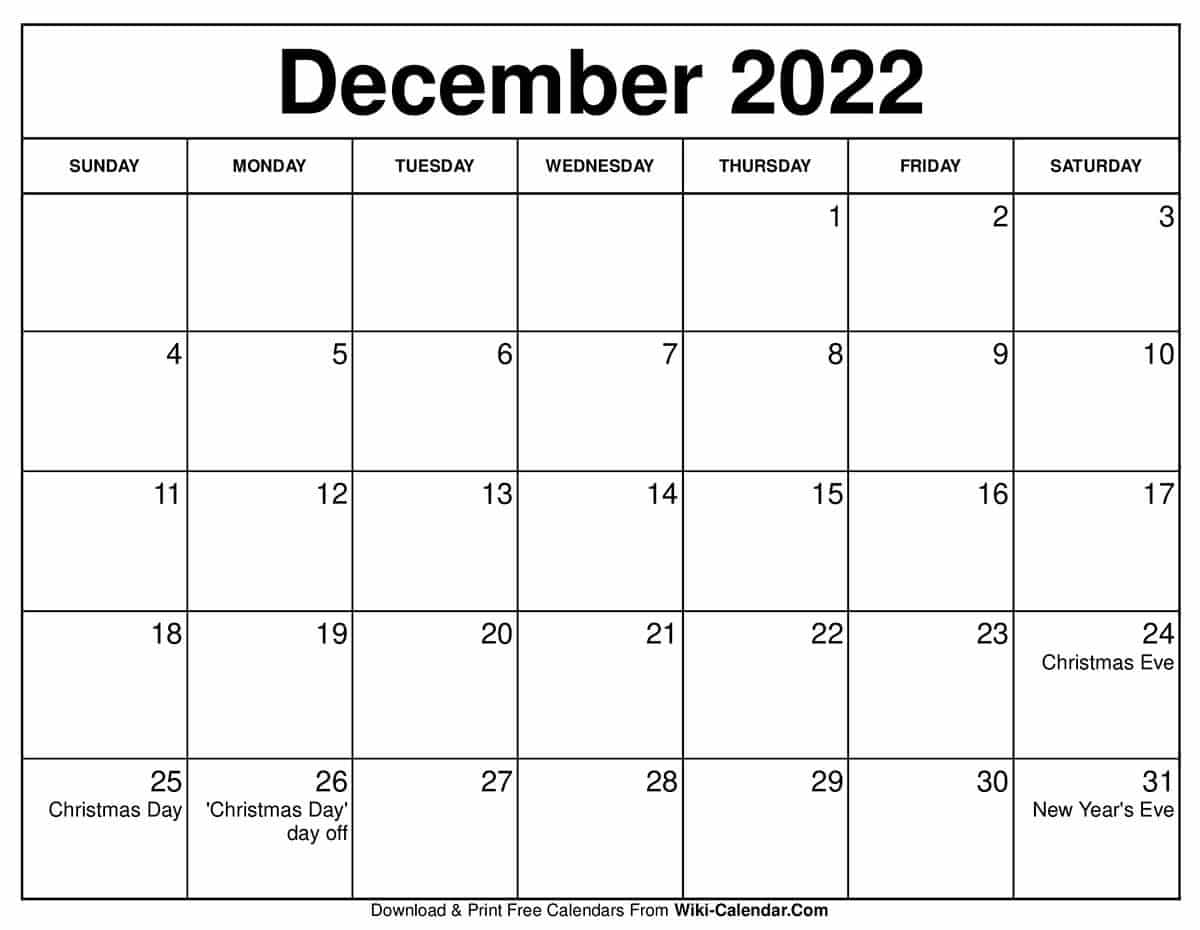 December 2022
SUNDAY MONDAY TUESDAY WEDNESDAY THURSDAY FRIDAY SATURDAY
1 2 3
4 5 6 7 8 9 10
11 12 13 14 15 16 17
18 19 20 21 22 23 24
Christmas Eve
25 26 27 28 29 30 31
Christmas Day 'Christmas Day' New Year's Eve
day off
Download & Print Free Calendars From Wiki-Calendar.Com